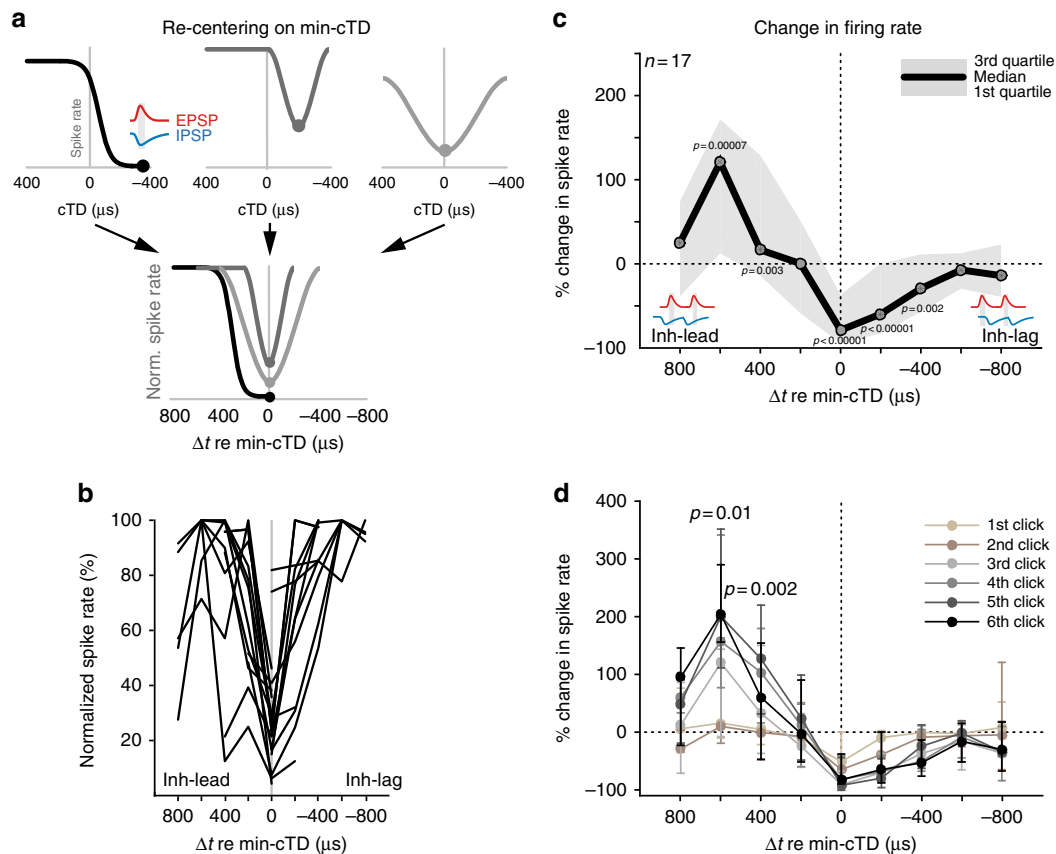 a
Re-centering on min-cTD
Spike rate
EPSP
IPSP
400 0 −400
400 0 −400
400 0 −400
cTD (µs)
cTD (µs)
cTD (µs)
Norm. spike rate
800 400 0 −400 −800
Δt re min-cTD (µs)
b
Normalized spike rate (%)
100
80
60
40
20
Inh-lead
Inh-lag
800 400 0 −400 −800
Δt re min-cTD (µs)
c
Change in firing rate
n = 17
3rd quartile
Median
1st quartile
% change in spike rate
200
100
0
−100
p = 0.00007
p = 0.003
p < 0.00001
p < 0.00001
p = 0.002
Inh-lead
Inh-lag
800 400 0 −400 −800
Δt re min-cTD (µs)
d
% change in spike rate
400
300
200
100
0
−100
p = 0.01
p = 0.002
1st click
2nd click
3rd click
4th click
5th click
6th click
800 400 0 −400 −800
Δt re min-cTD (µs)